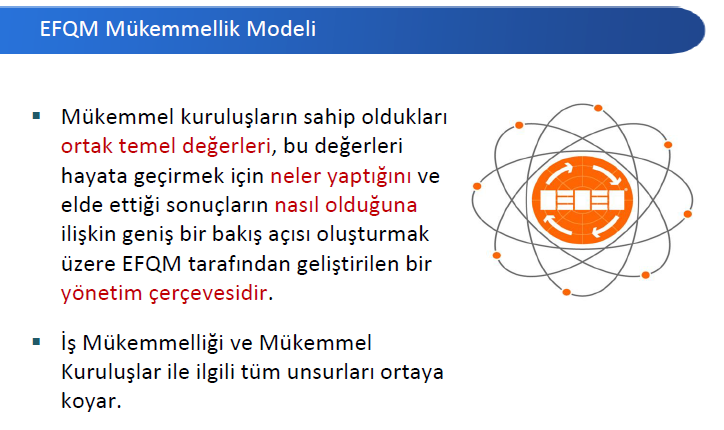 EFQM Mükemmellik Modeli
▪ Mükemmel kuruluşların sahip oldukları
ortak temel değerleri, bu değerleri
hayata geçirmek için neler yaptığını ve
elde ettiği sonuçların nasıl olduğuna
ilişkin geniş bir bakış açısı oluşturmak
üzere EFQM tarafından geliştirilen bir
yönetim çerçevesidir.
▪ İş Mükemmelliği ve Mükemmel
Kuruluşlar ile ilgili tüm unsurları ortaya
koyar.